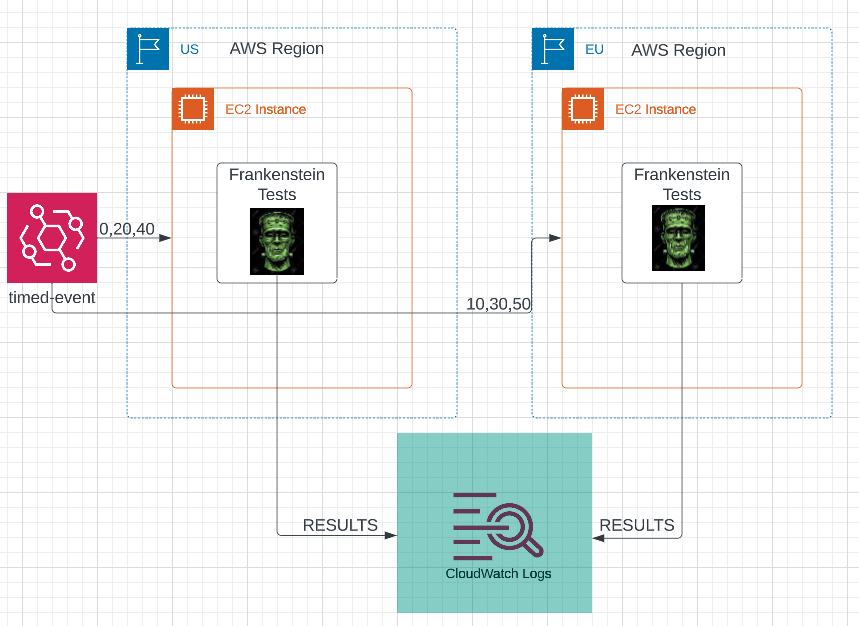 US
AWS Region
EU
AWS Region
EC2 Instance
EC2 Instance
Frankenstein
Tests
Frankenstein
Tests
0,20,40
timed-event
10,30,50
RESULTS
RESULTS
CloudWatch Logs